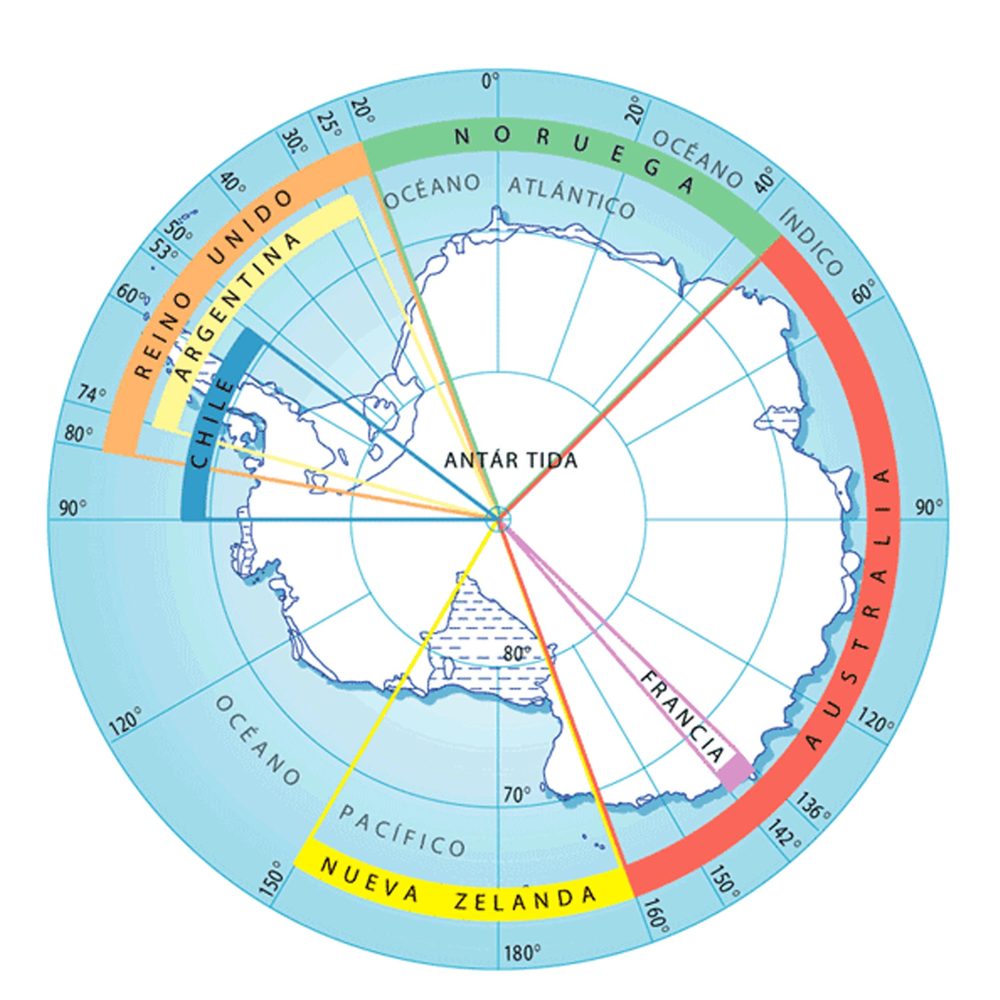 0°
20°
25°
30°
40°
50°
53°
60°
74°
80°
90°
120°
150°
180°
160°
150°
142°
136°
120°
90°
60°
40°
20°
NORUEGA
OCÉANO ATLÁNTICO
OCÉANO ÍNDICO
REINO UNIDO
ARGENTINA
CHILE
ANTÁR TIDA
AUSTRALIA
FRANCIA
80°
70°
OCÉANO PACÍFICO
NUEVA ZELANDA